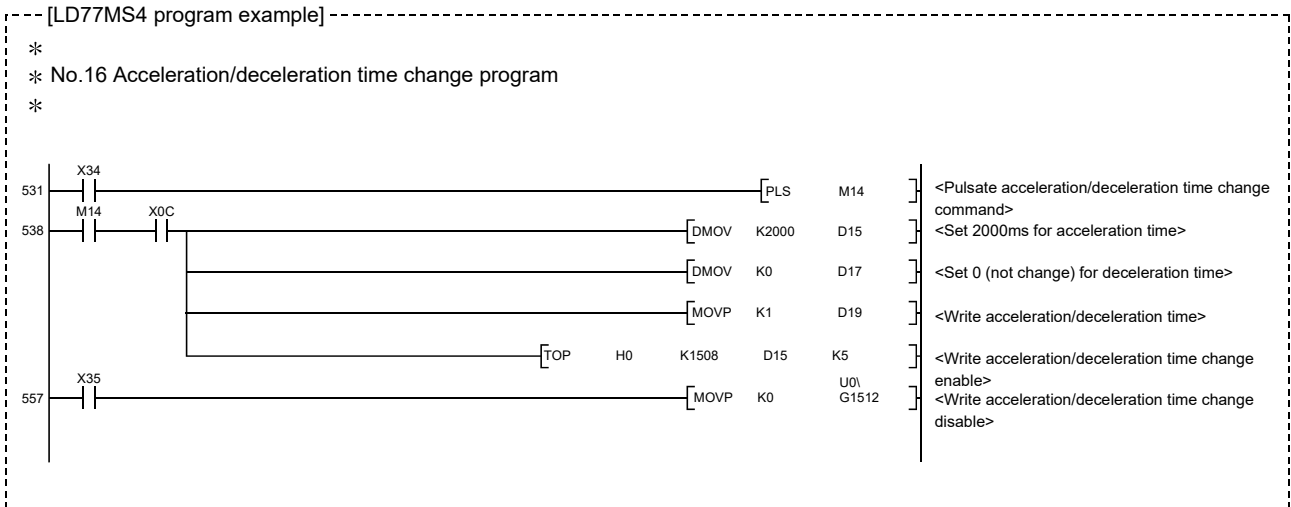 [LD77MS4 program example]
*
* No.16 Acceleration/deceleration time change program
*
X34
531 PLS M14 <Pulsate acceleration/deceleration time change
command>
M14 X0C
538 DMOV K2000 D15 <Set 2000ms for acceleration time>
DMOV K0 D17 <Set 0 (not change) for deceleration time>
MOVP K1 D19 <Write acceleration/deceleration time>
TOP H0 K1508 D15 K5 <Write acceleration/deceleration time change
enable>
X35 U0\
557 MOVP K0 G1512 <Write acceleration/deceleration time change
disable>